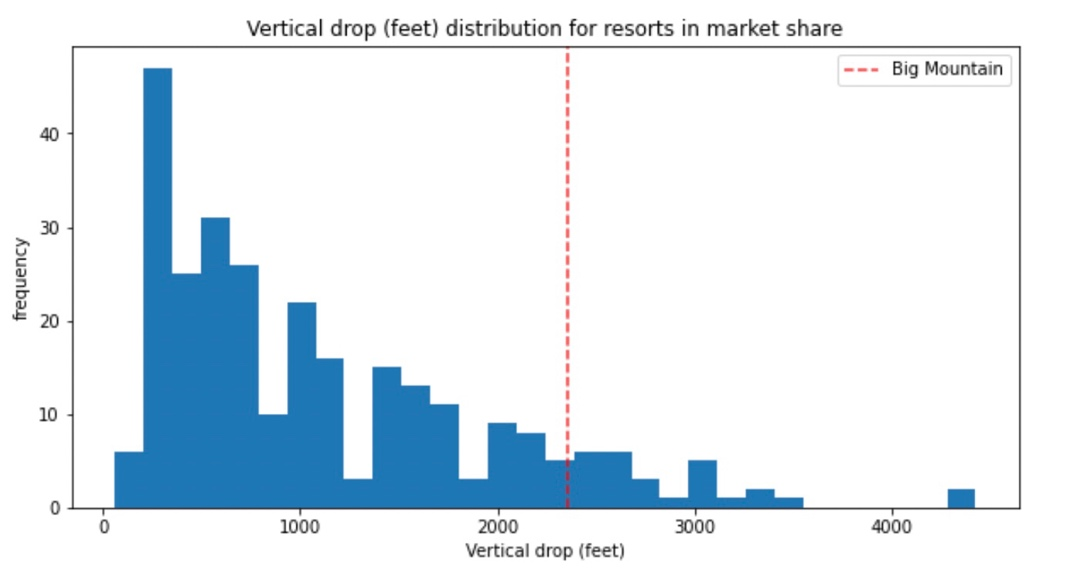 Vertical drop (feet) distribution for resorts in market share
Big Mountain
frequency
40
30
20
10
0
0 1000 2000 3000 4000
Vertical drop (feet)